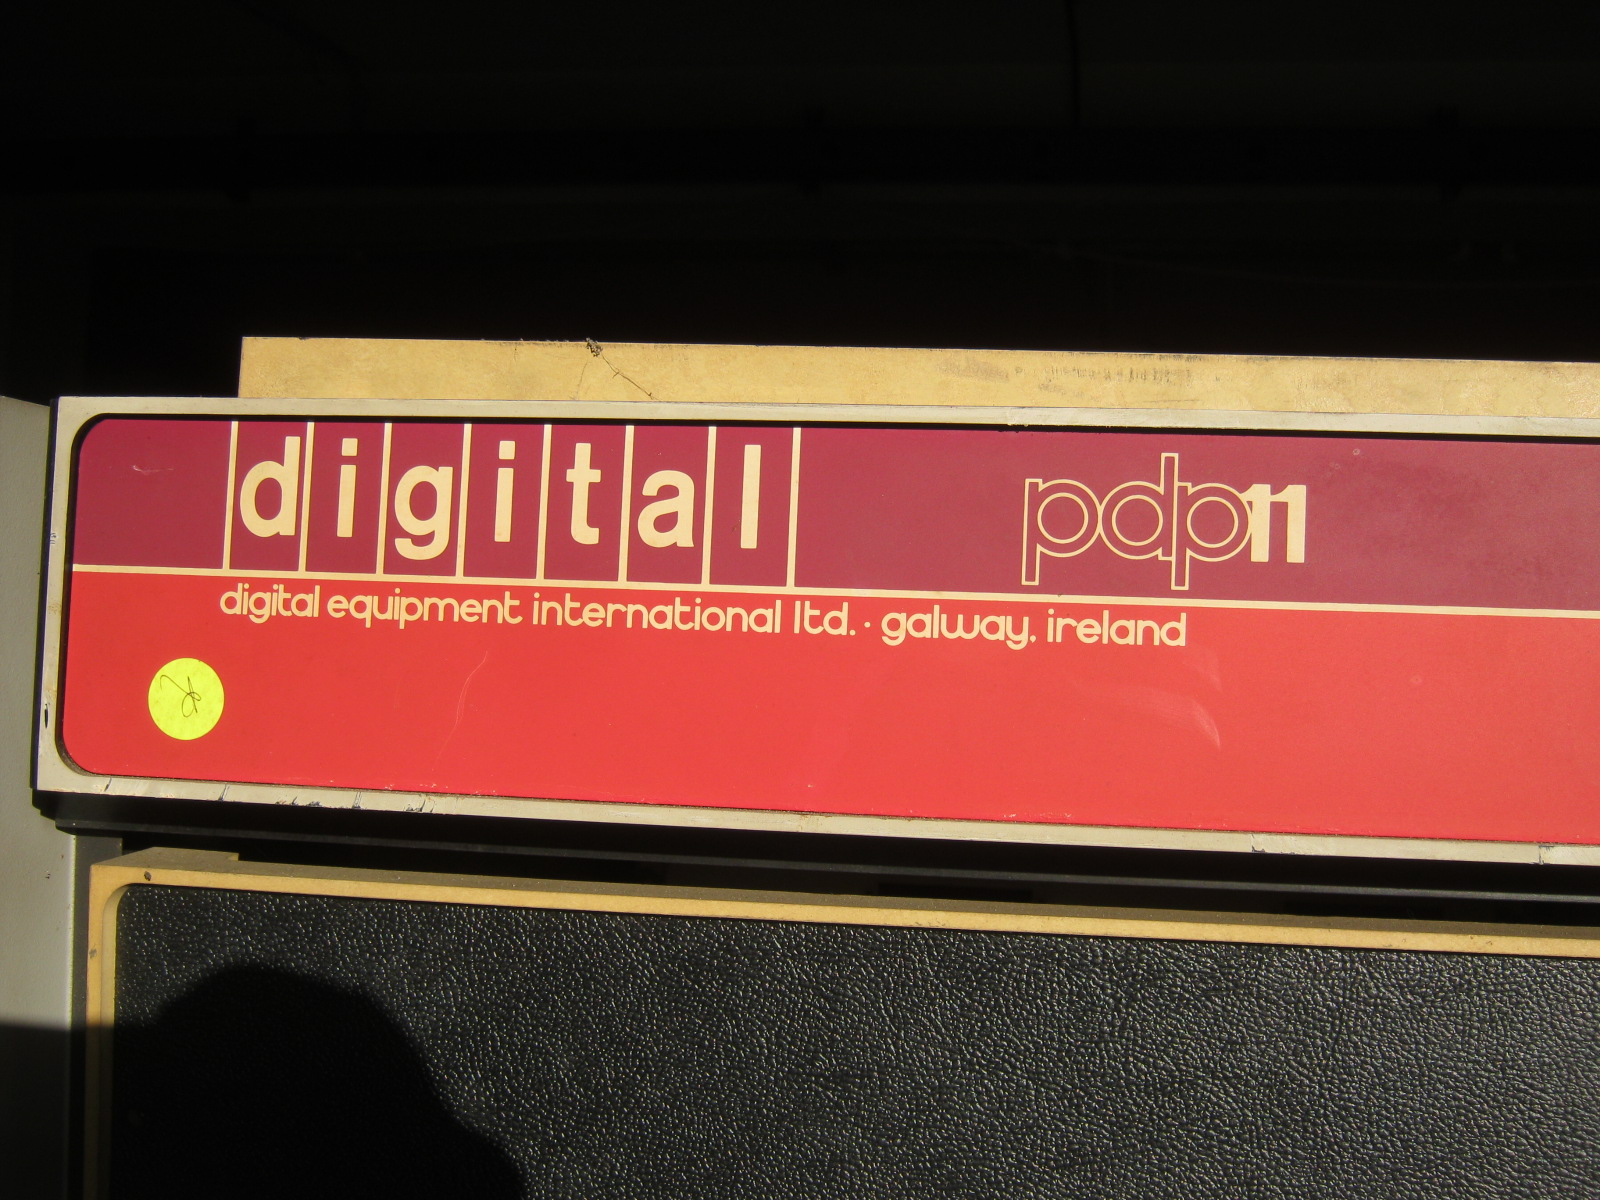 digital pdp11
digital equipment international ltd. · galway, ireland